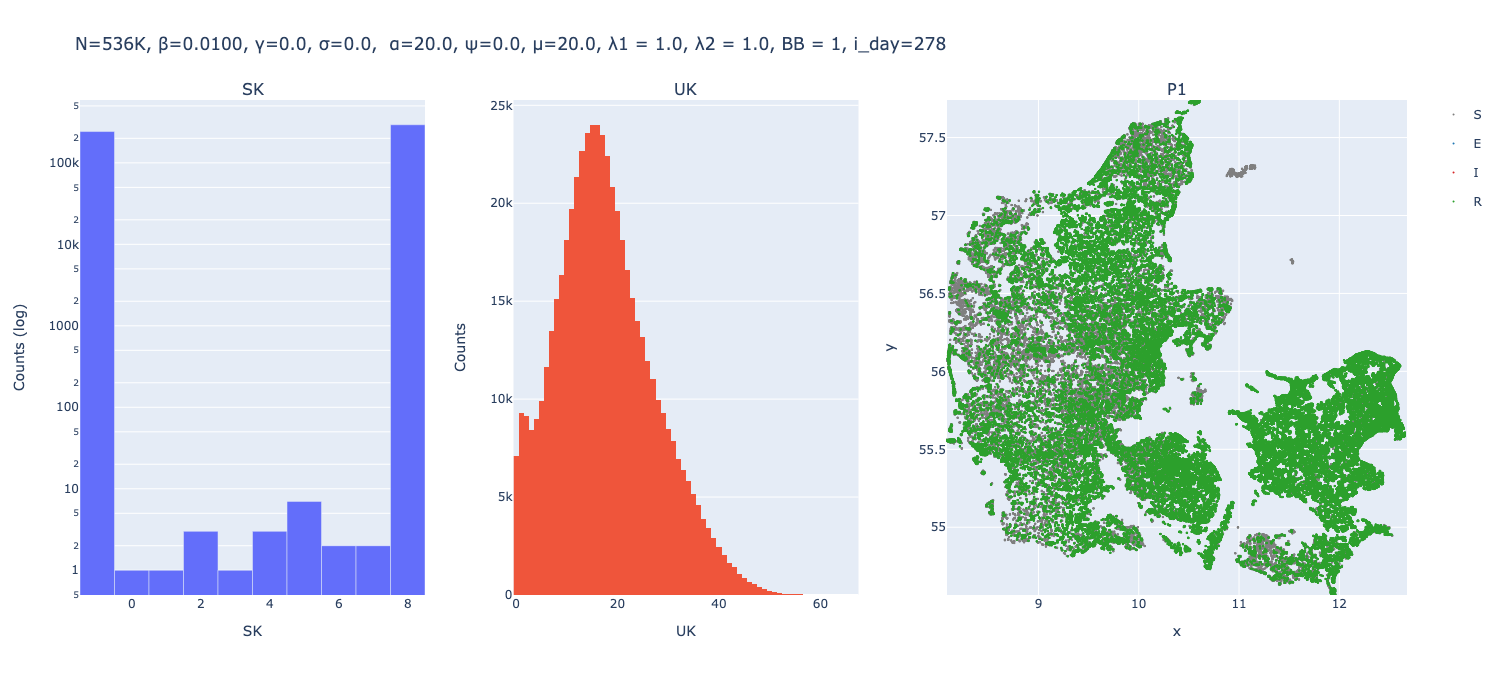 N=536K, β=0.0100, γ=0.0, σ=0.0,  α=20.0, ψ=0.0, μ=20.0, λ1 = 1.0, λ2 = 1.0, BB = 1, i_day=278
SK
5
2
100k
5
2
10k
5
2
1000
5
2
100
5
2
10
5
2
1
5
0
2
4
6
8
Counts (log)
SK
UK
25k
20k
15k
10k
5k
0
0
20
40
60
Counts
UK
P1
57.5
57
56.5
56
55.5
55
9
10
11
12
y
x
S
E
I
R